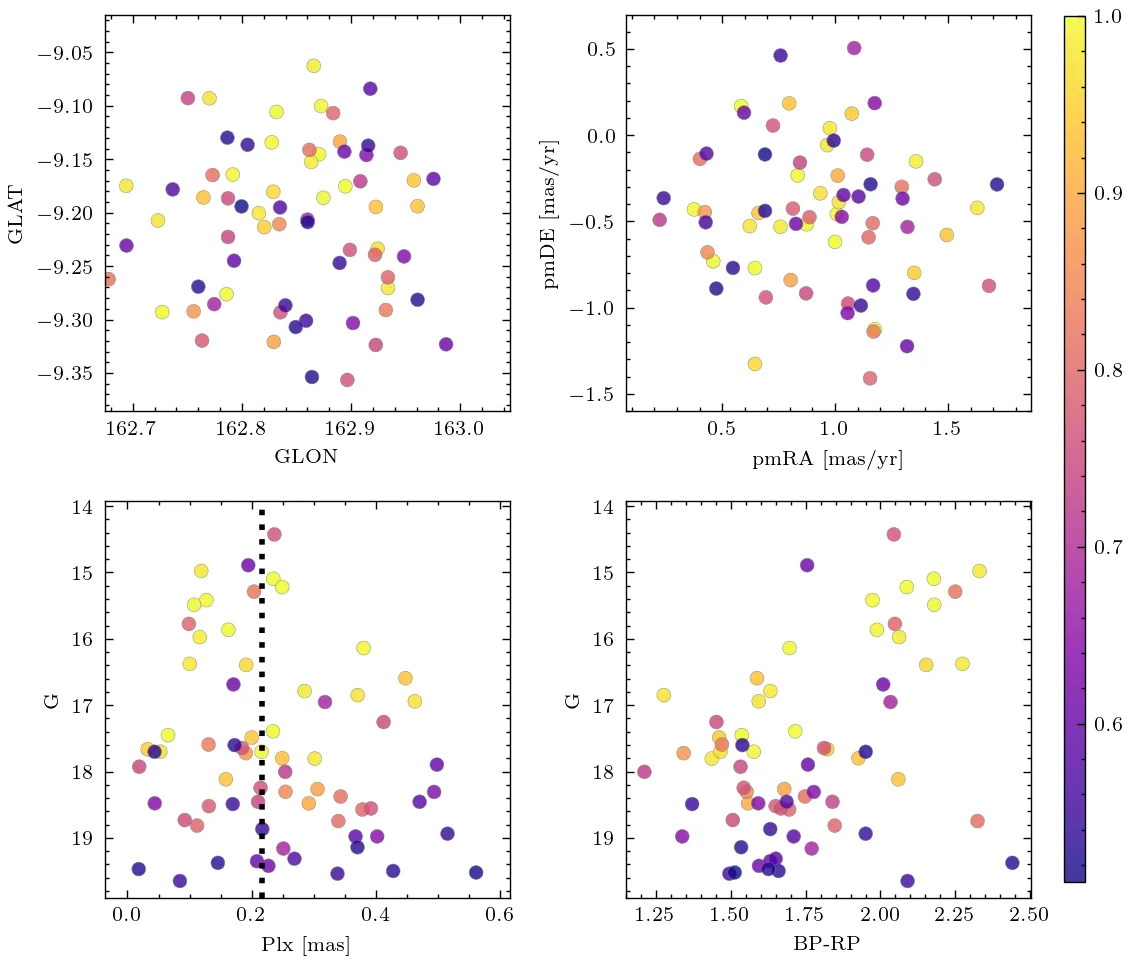 −9.05
−9.10
−9.15
−9.20
−9.25
−9.30
−9.35
GLAT
162.7 162.8 162.9 163.0
GLON
0.5
0.0
−0.5
−1.0
−1.5
pmDE [mas/yr]
0.5 1.0 1.5
pmRA [mas/yr]
14
15
16
17
18
19
G
0.0 0.2 0.4 0.6
Plx [mas]
14
15
16
17
18
19
G
1.25 1.50 1.75 2.00 2.25 2.50
BP-RP
1.0
0.9
0.8
0.7
0.6